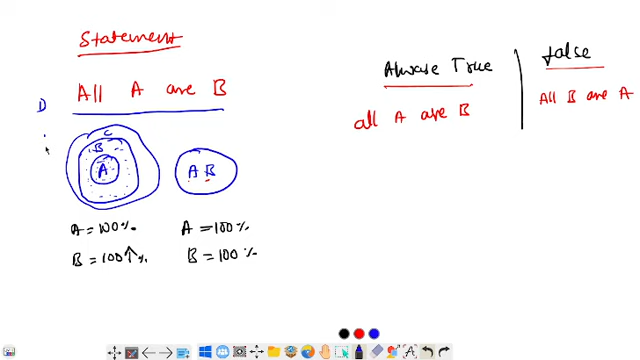 Statement
All A are B
D
C
B
A
A B
A = 100%
B = 100↑%
A = 100%
B = 100%
Always True
all A are B
false
All B are A